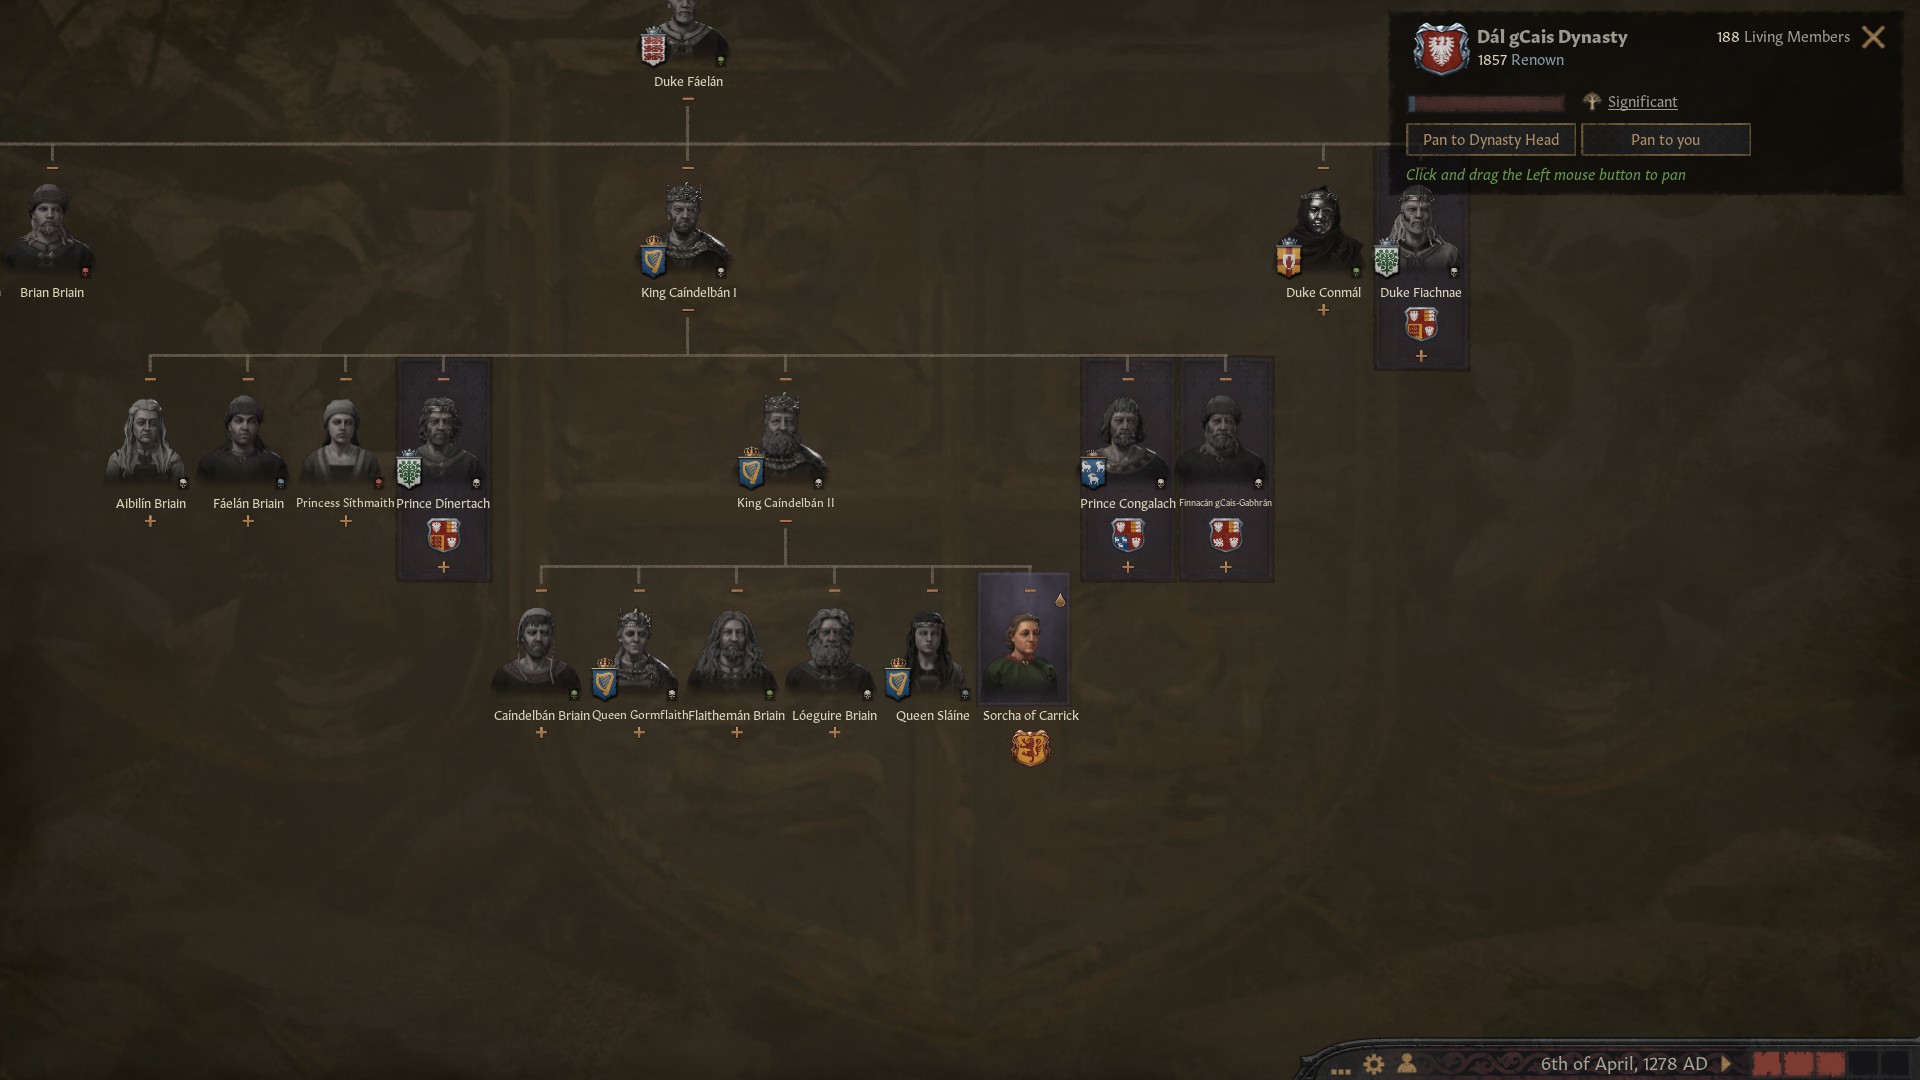 Dál gCais Dynasty
188 Living Members
1857 Renown
Significant
Pan to Dynasty Head
Pan to you
Click and drag the Left mouse button to pan
Duke Fáelán
Brian Briain
King Caíndelbán I
Duke Conmál
Duke Fiachnae
Aibilín Briain
Fáelán Briain
Princess Síthmaith
Prince Dínertach
King Caíndelbán II
Prince Congalach
Finnacán gCais-Gabhrán
Caíndelbán Briain
Queen Gormflaith
Flaithemán Briain
Lóeguire Briain
Queen Sláine
Sorcha of Carrick
6th of April, 1278 AD